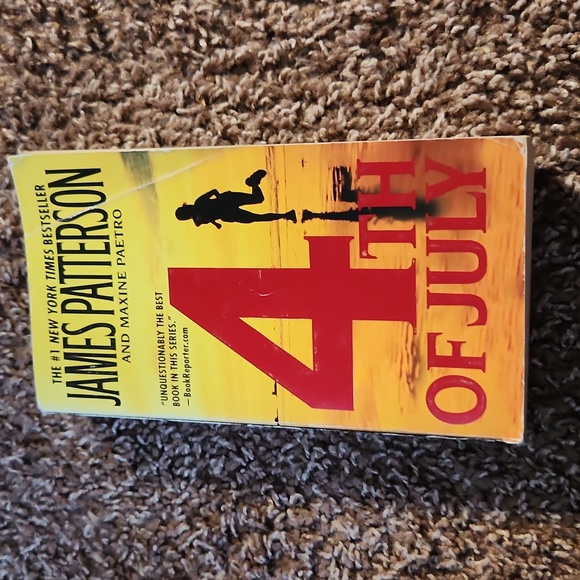 THE #1 NEW YORK TIMES BESTSELLER
JAMES PATTERSON
AND MAXINE PAETRO
"UNQUESTIONABLY THE BEST
BOOK IN THIS SERIES."
—BookReporter.com
4TH
OF JULY